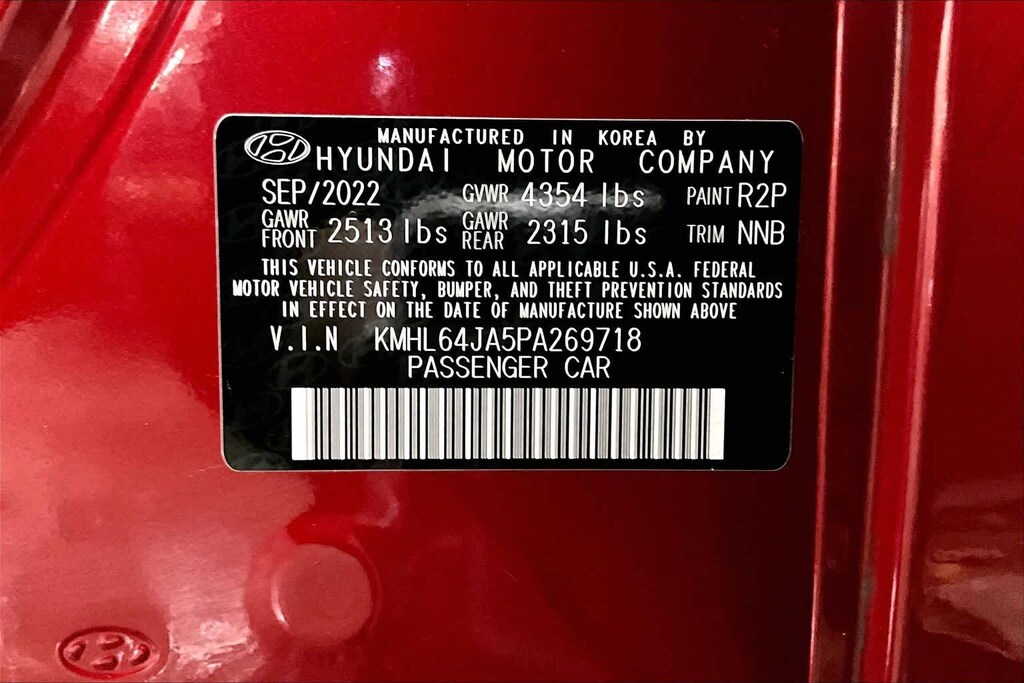 MANUFACTURED IN KOREA BY
HYUNDAI MOTOR COMPANY
SEP/2022 GVWR 4354 lbs PAINT R2P
GAWR FRONT 2513 lbs GAWR REAR 2315 lbs TRIM NNB
THIS VEHICLE CONFORMS TO ALL APPLICABLE U.S.A. FEDERAL
MOTOR VEHICLE SAFETY, BUMPER, AND THEFT PREVENTION STANDARDS
IN EFFECT ON THE DATE OF MANUFACTURE SHOWN ABOVE
V.I.N KMHL64JA5PA269718
PASSENGER CAR